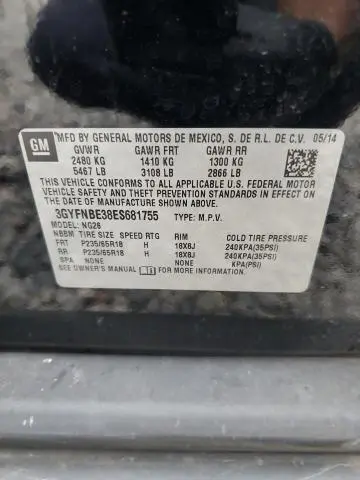 GM
MFD BY GENERAL MOTORS DE MEXICO, S. DE R.L. DE C.V. 05/14
GVWR GAWR FRT GAWR RR
2480 KG 1410 KG 1300 KG
5467 LB 3108 LB 2866 LB
THIS VEHICLE CONFORMS TO ALL APPLICABLE U.S. FEDERAL MOTOR
VEHICLE SAFETY AND THEFT PREVENTION STANDARDS IN EFFECT ON
THE DATE OF MANUFACTURE SHOWN ABOVE.
3GYFNBE38ES681755 TYPE: M.P.V.
MODEL: NG26
NBBM TIRE SIZE SPEED RTG RIM COLD TIRE PRESSURE
FRT P235/65R18 H 18X8J 240KPA(35PSI)
RR P235/65R18 H 18X8J 240KPA(35PSI)
SPA NONE NONE KPA(PSI)
SEE OWNER'S MANUAL FOR ADDITIONAL INFORMATION